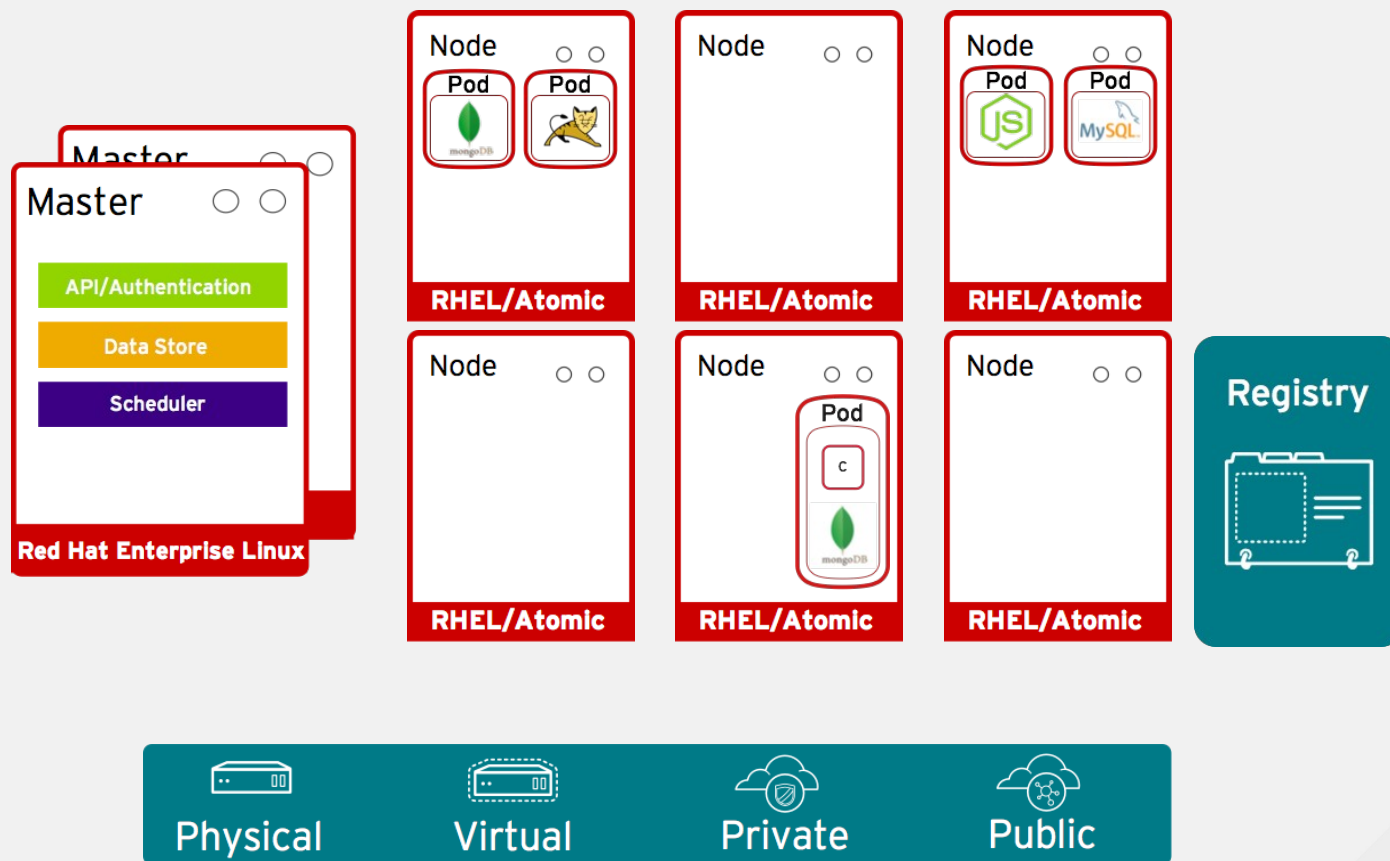 Master
Master
API/Authentication
Data Store
Scheduler
Red Hat Enterprise Linux
Node
Pod
mongoDB
Pod
RHEL/Atomic
Node
RHEL/Atomic
Node
Pod
JS
Pod
MySQL
RHEL/Atomic
Node
RHEL/Atomic
Node
Pod
c
mongoDB
RHEL/Atomic
Node
RHEL/Atomic
Registry
Physical
Virtual
Private
Public